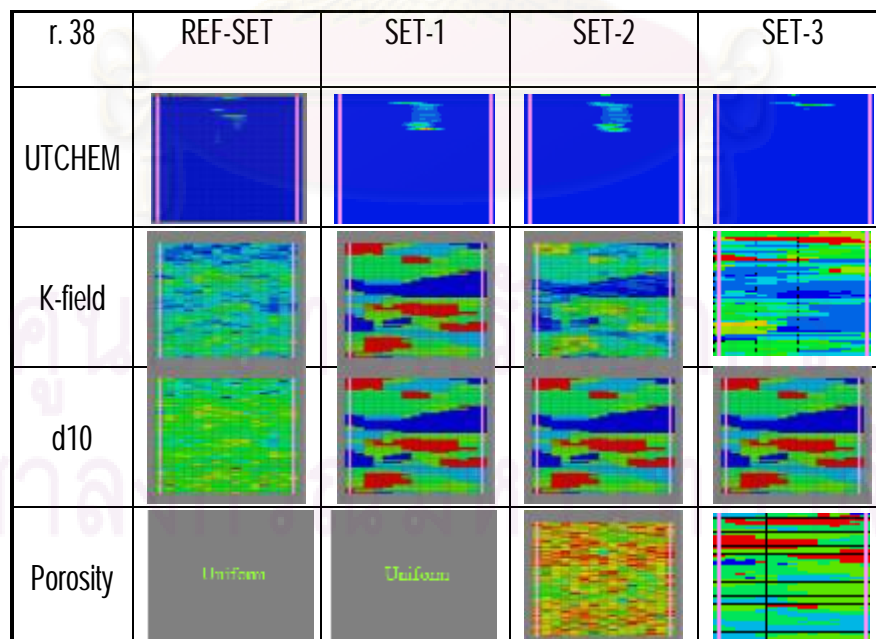 r. 38 REF-SET SET-1 SET-2 SET-3
UTCHEM
K-field
d10
Porosity Uniform Uniform